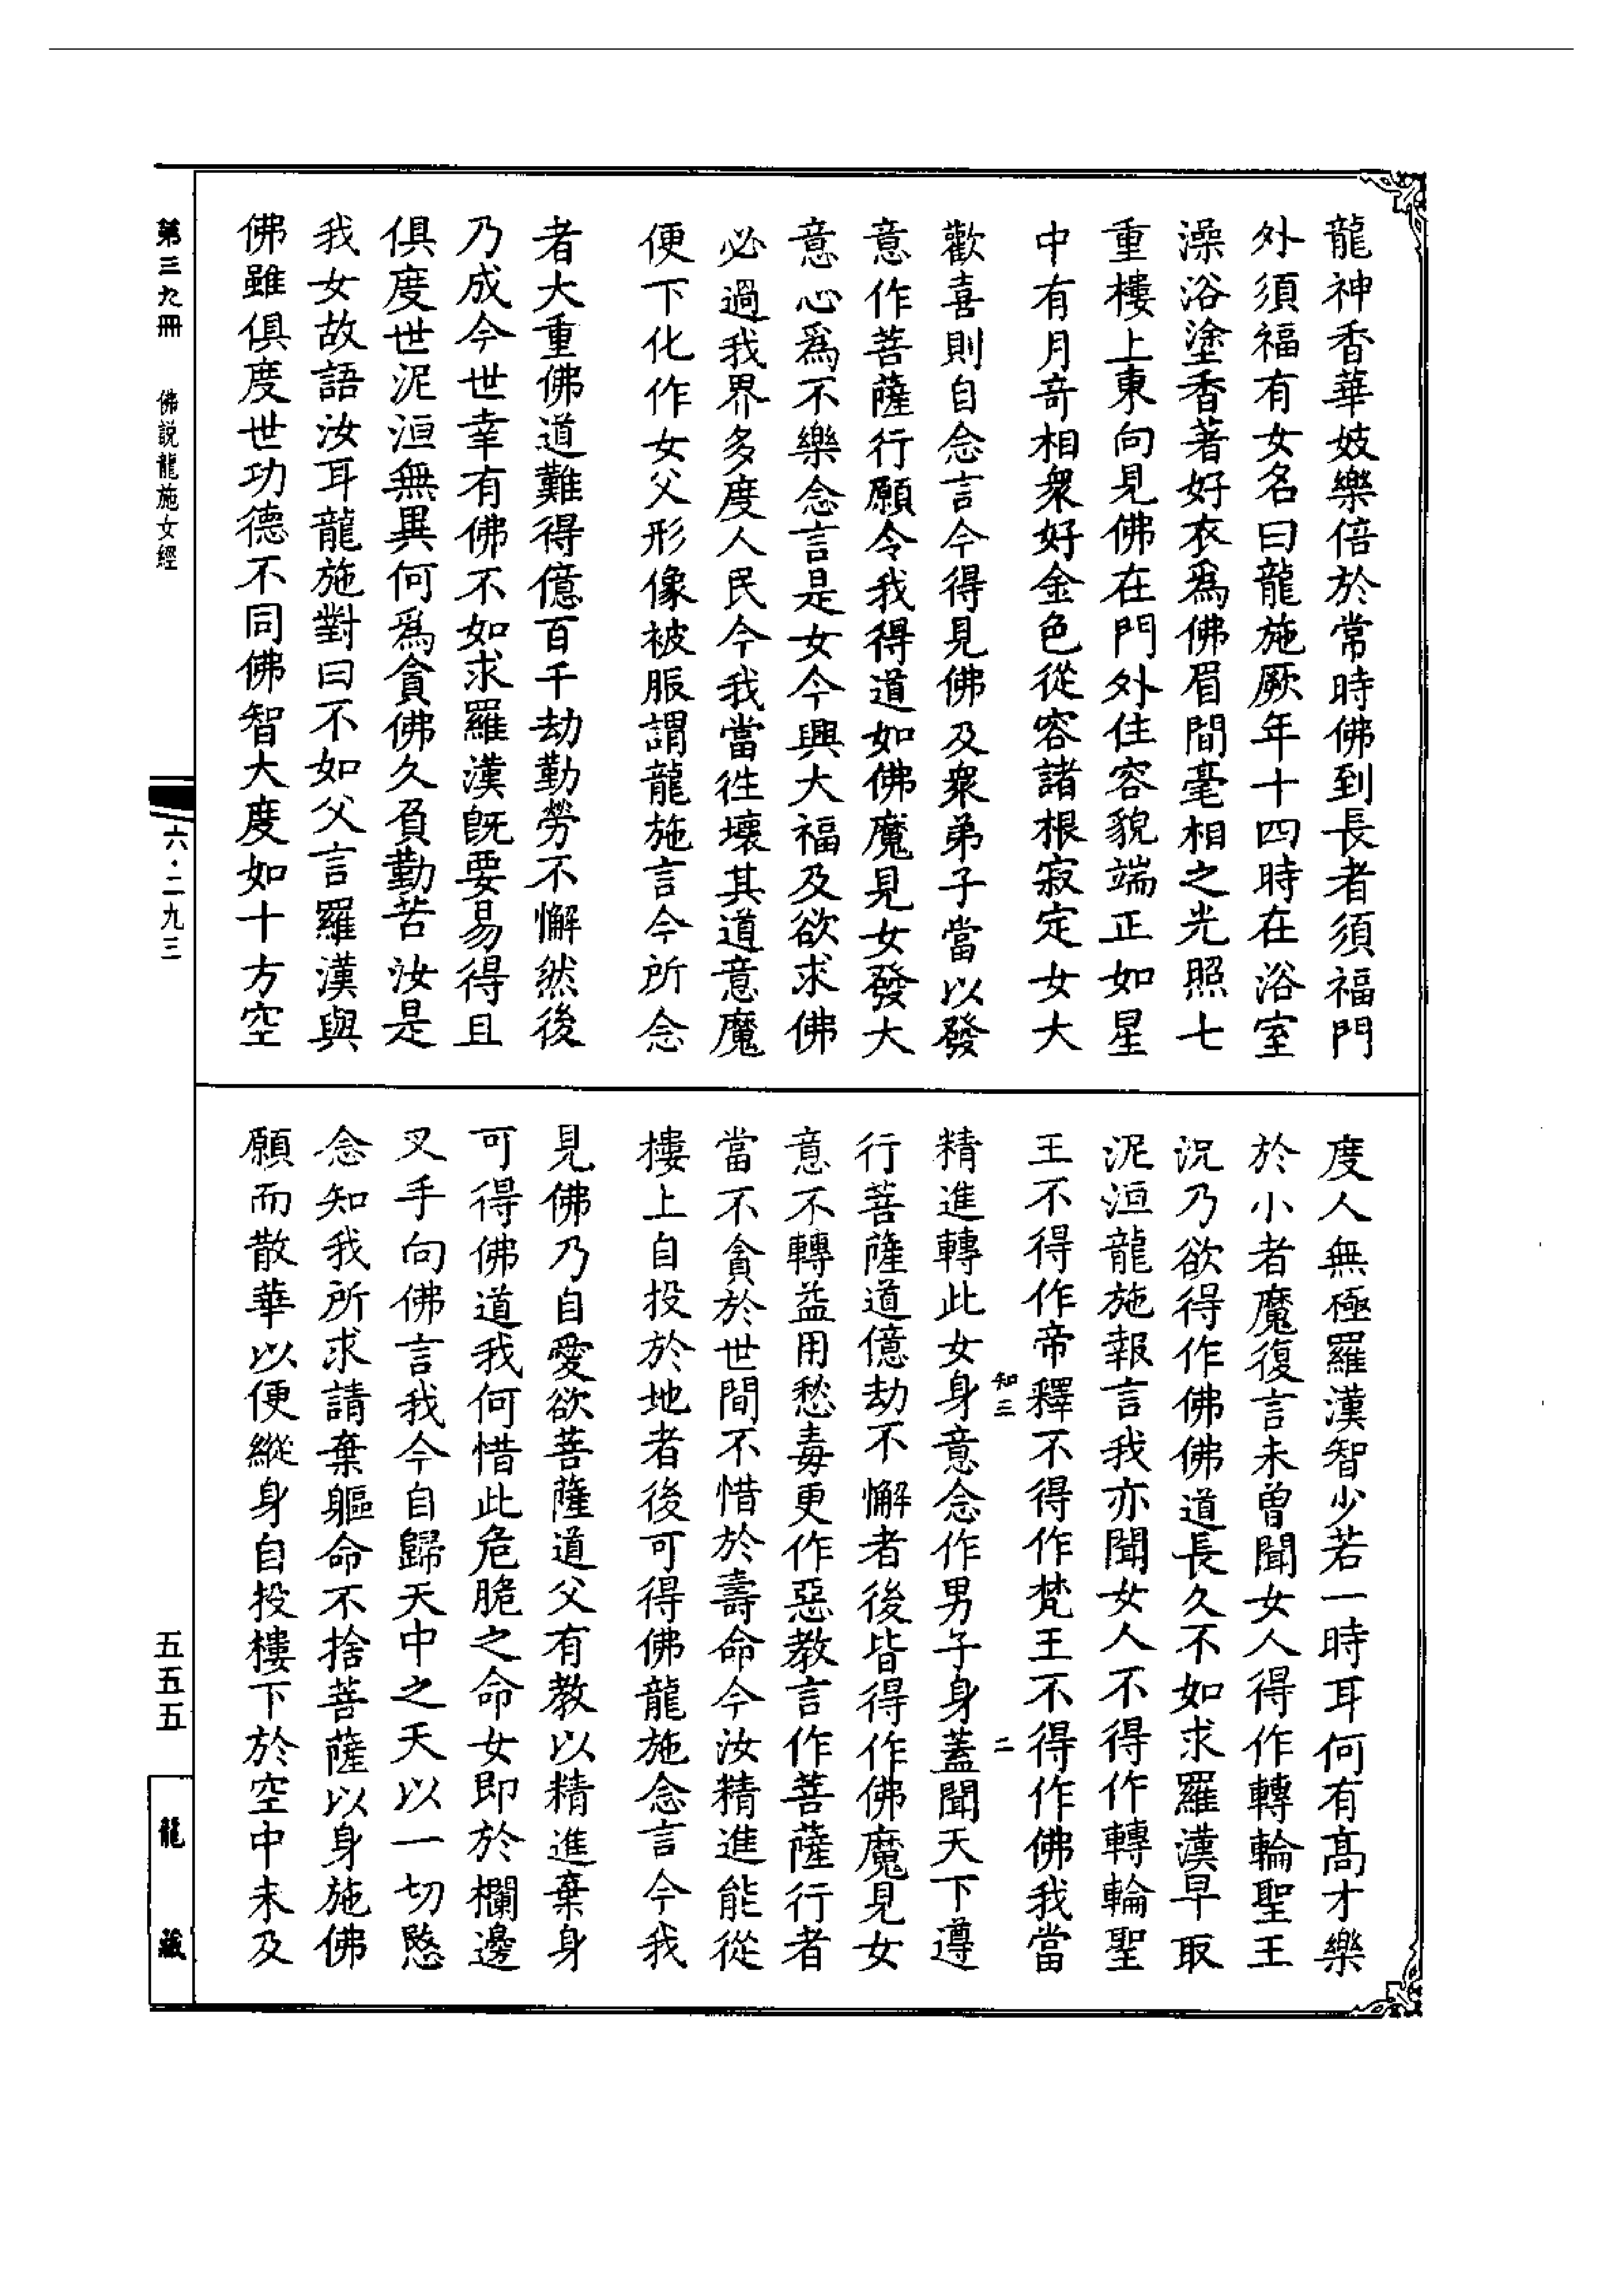 龍神香華妓樂倍於常時佛到長者須福門
外須福有女名曰龍施厥年十四時在浴室
澡浴塗香著好衣爲佛眉間毫相之光照七
重樓上東向見佛在門外住容貌端正如星
中有月奇相衆好金色從容諸根寂定女大
歡喜則自念言今得見佛及衆弟子當以發
意作菩薩行願令我得道如佛魔見女發大
意心爲不樂念言是女今興大福及欲求佛
必過我界多度人民今我當徃壞其道意魔
便下化作女父形像被服謂龍施言今所念
者大重佛道難得億百千劫勤勞不懈然後
乃成今世幸有佛不如求羅漢旣要易得且
俱度世泥洹無異何爲貪佛久負勤苦汝是
我女故語汝耳龍施對曰不如父言羅漢與
佛雖俱度世功德不同佛智大度如十方空
度人無極羅漢智少若一時耳何有高才樂
於小者魔復言未曾聞女人得作轉輪聖王
況乃欲得作佛佛道長久不如求羅漢早取
泥洹龍施報言我亦聞女人不得作轉輪聖
王不得作帝釋不得作梵王不得作佛我當
知三 二
精進轉此女身意念作男子身蓋聞天下遵
行菩薩道億劫不懈者後皆得作佛魔見女
意不轉益用愁毒更作惡教言作菩薩行者
當不貪於世間不惜於壽命今汝精進能從
樓上自投於地者後可得佛龍施念言今我
見佛乃自愛欲菩薩道父有教以精進棄身
可得佛道我何惜此危脆之命女即於欄邊
叉手向佛言我今自歸天中之天以一切愍
念知我所求請棄軀命不捨菩薩以身施佛
願而散華以便縱身自投樓下於空中未及
第三九冊 佛說龍施女經
六·二九三
五五五
龍藏